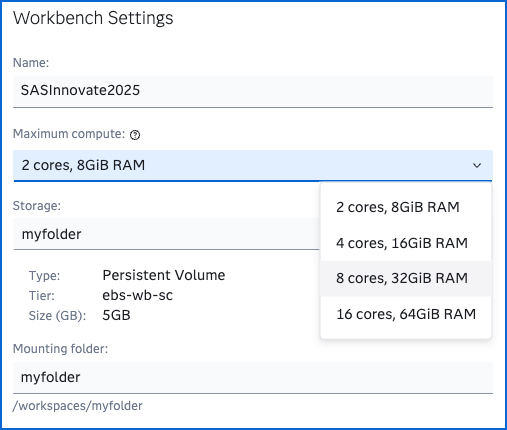 Workbench Settings
Name:
SASInnovate2025
Maximum compute: ?
2 cores, 8GiB RAM
2 cores, 8GiB RAM
4 cores, 16GiB RAM
8 cores, 32GiB RAM
16 cores, 64GiB RAM
Storage:
myfolder
Type: Persistent Volume
Tier: ebs-wb-sc
Size (GB): 5GB
Mounting folder:
myfolder
/workspaces/myfolder